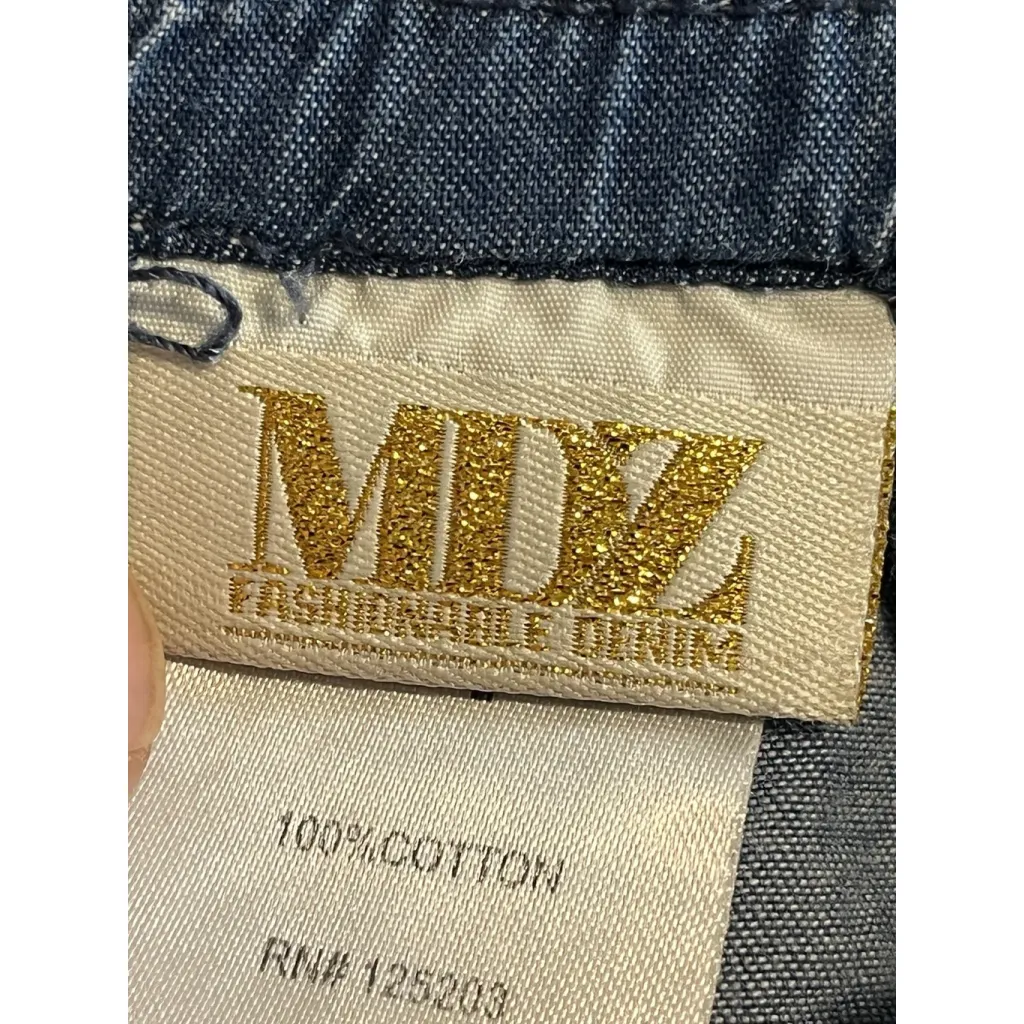 MDZ
FASHIONABLE DENIM
100%COTTON
RN# 125203